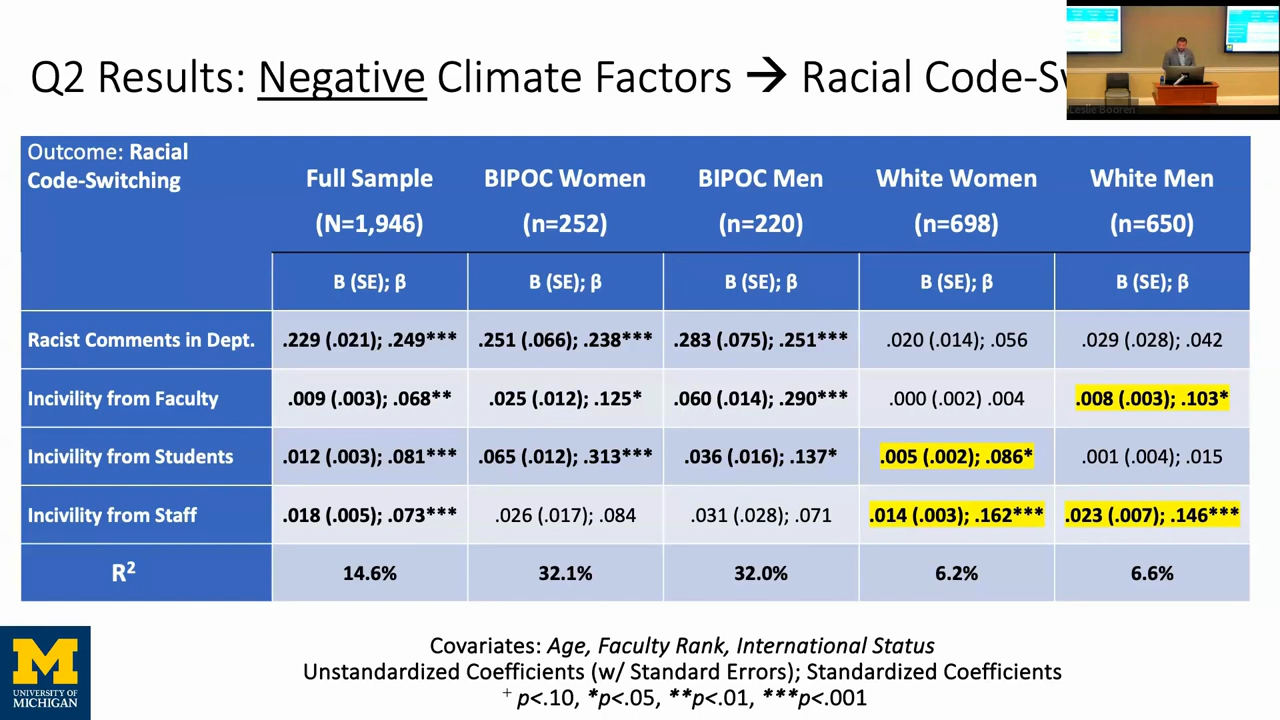 Q2 Results: Negative Climate Factors → Racial Code-Sw
Leslie Booren
Outcome: Racial Code-Switching
Full Sample (N=1,946)
BIPOC Women (n=252)
BIPOC Men (n=220)
White Women (n=698)
White Men (n=650)
B (SE); β
B (SE); β
B (SE); β
B (SE); β
B (SE); β
Racist Comments in Dept. .229 (.021); .249*** .251 (.066); .238*** .283 (.075); .251*** .020 (.014); .056 .029 (.028); .042
Incivility from Faculty .009 (.003); .068** .025 (.012); .125* .060 (.014); .290*** .000 (.002) .004 .008 (.003); .103*
Incivility from Students .012 (.003); .081*** .065 (.012); .313*** .036 (.016); .137* .005 (.002); .086* .001 (.004); .015
Incivility from Staff .018 (.005); .073*** .026 (.017); .084 .031 (.028); .071 .014 (.003); .162*** .023 (.007); .146***
R² 14.6% 32.1% 32.0% 6.2% 6.6%
Covariates: Age, Faculty Rank, International Status
Unstandardized Coefficients (w/ Standard Errors); Standardized Coefficients
⁺ p<.10, *p<.05, **p<.01, ***p<.001
M
UNIVERSITY OF
MICHIGAN